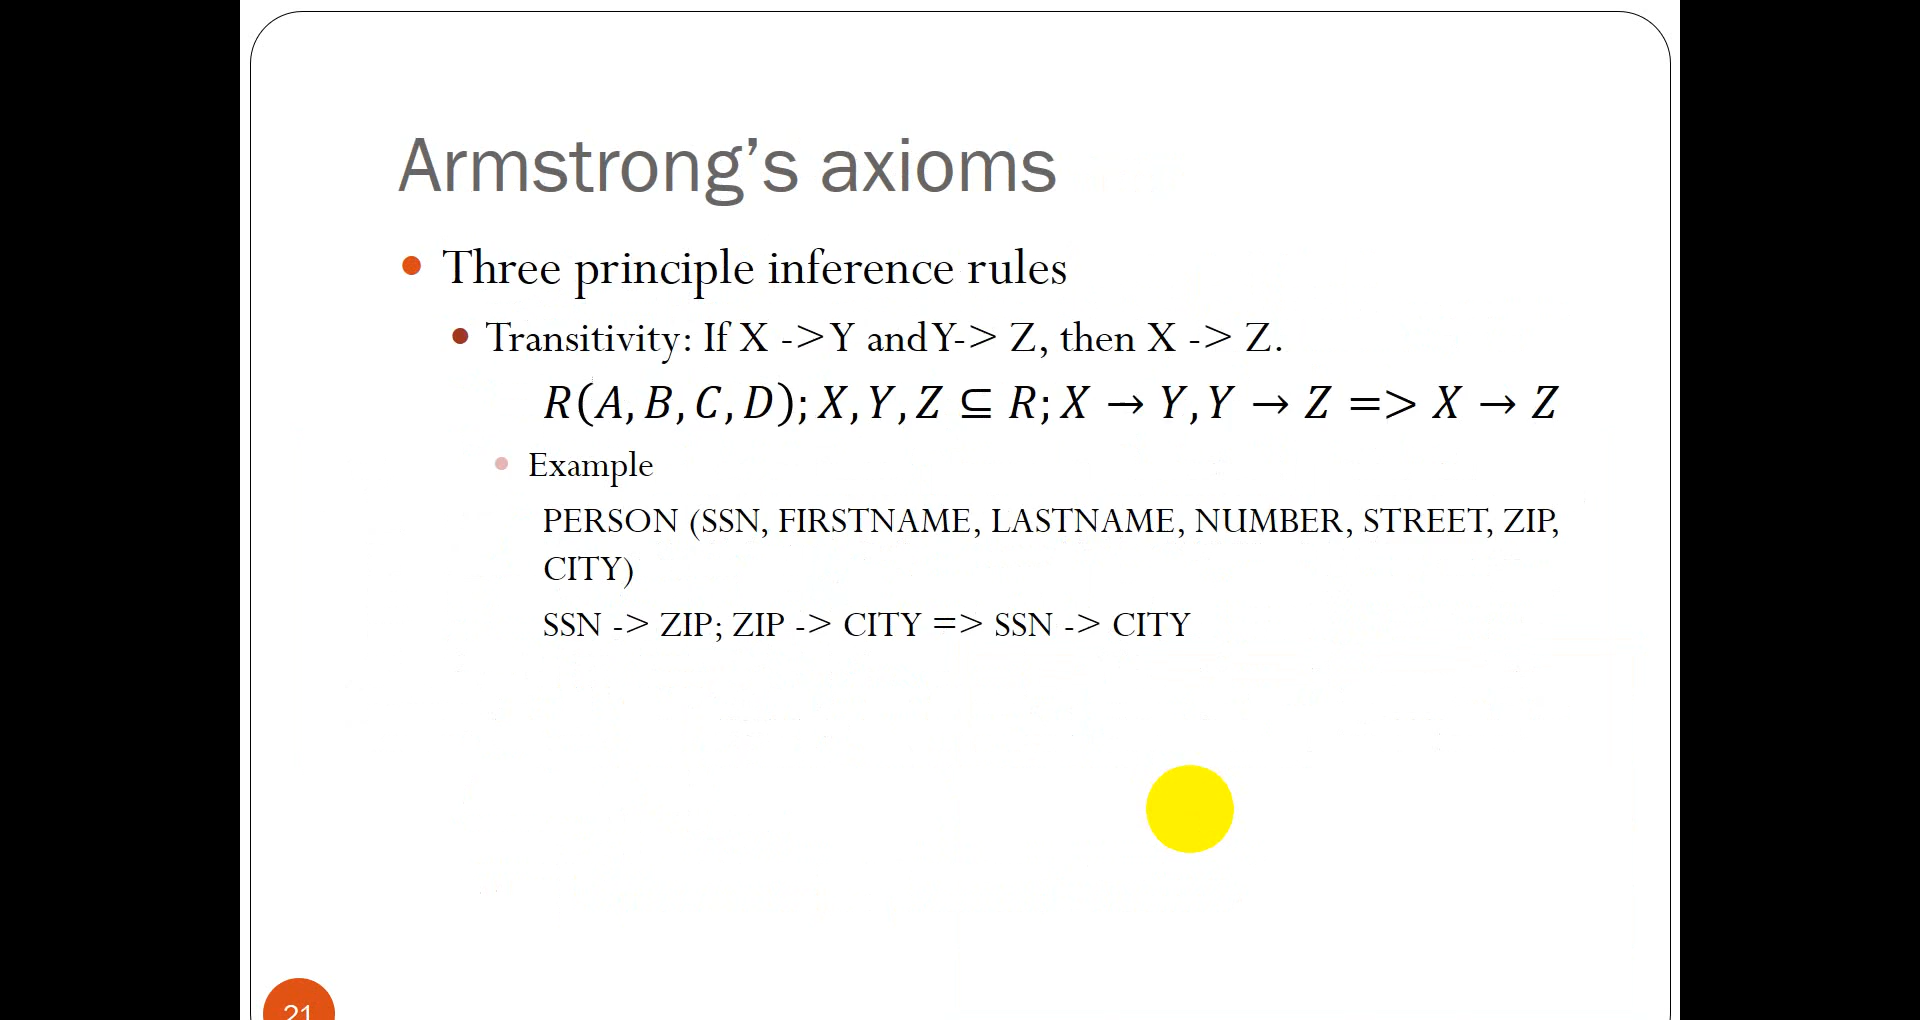 Armstrong’s axioms
Three principle inference rules
Transitivity: If X -> Y and Y-> Z, then X -> Z.
R(A, B, C, D); X, Y, Z ⊆ R; X → Y, Y → Z => X → Z
Example
PERSON (SSN, FIRSTNAME, LASTNAME, NUMBER, STREET, ZIP,
CITY)
SSN -> ZIP; ZIP -> CITY => SSN -> CITY
21